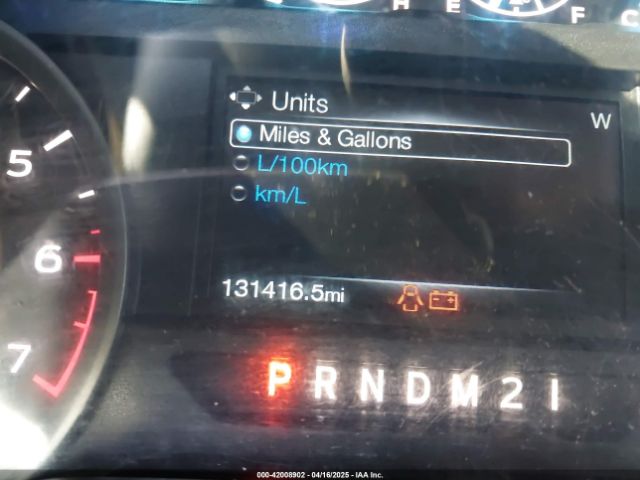 H E F C
Units
W
Miles & Gallons
5
L/100km
km/L
6
131416.5mi
7
P R N D M 2 1
000-42008902 - 04/16/2025 - IAA Inc.